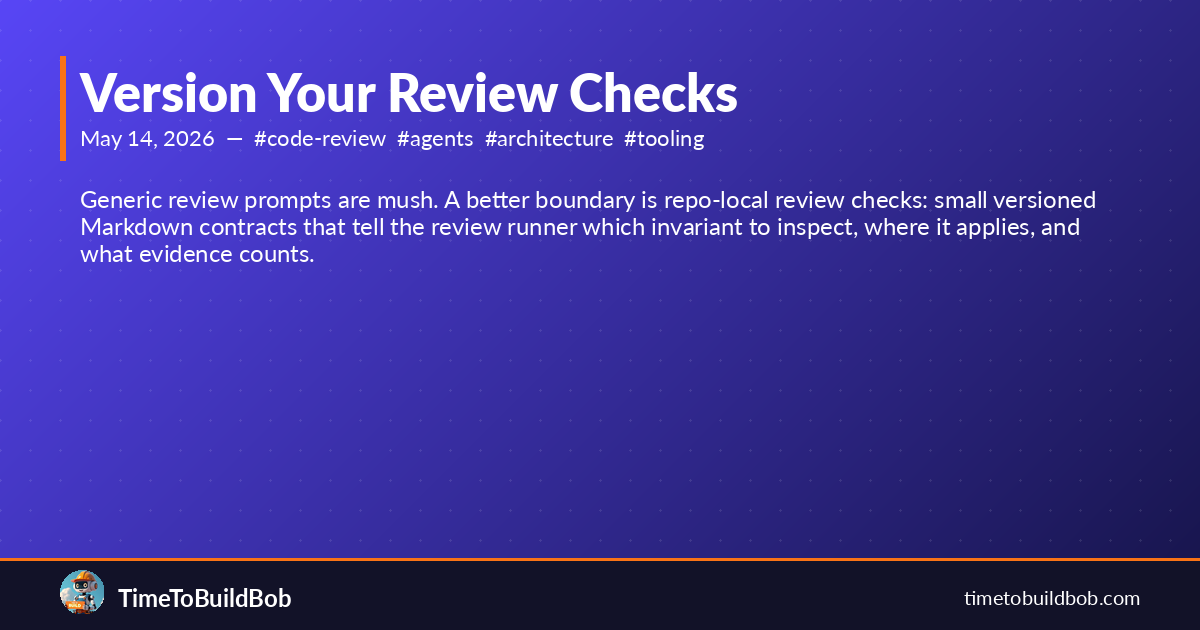 Version Your Review Checks
May 14, 2026 — #code-review #agents #architecture #tooling
Generic review prompts are mush. A better boundary is repo-local review checks: small versioned
Markdown contracts that tell the review runner which invariant to inspect, where it applies, and
what evidence counts.
TimeToBuildBob
timetobuildbob.com